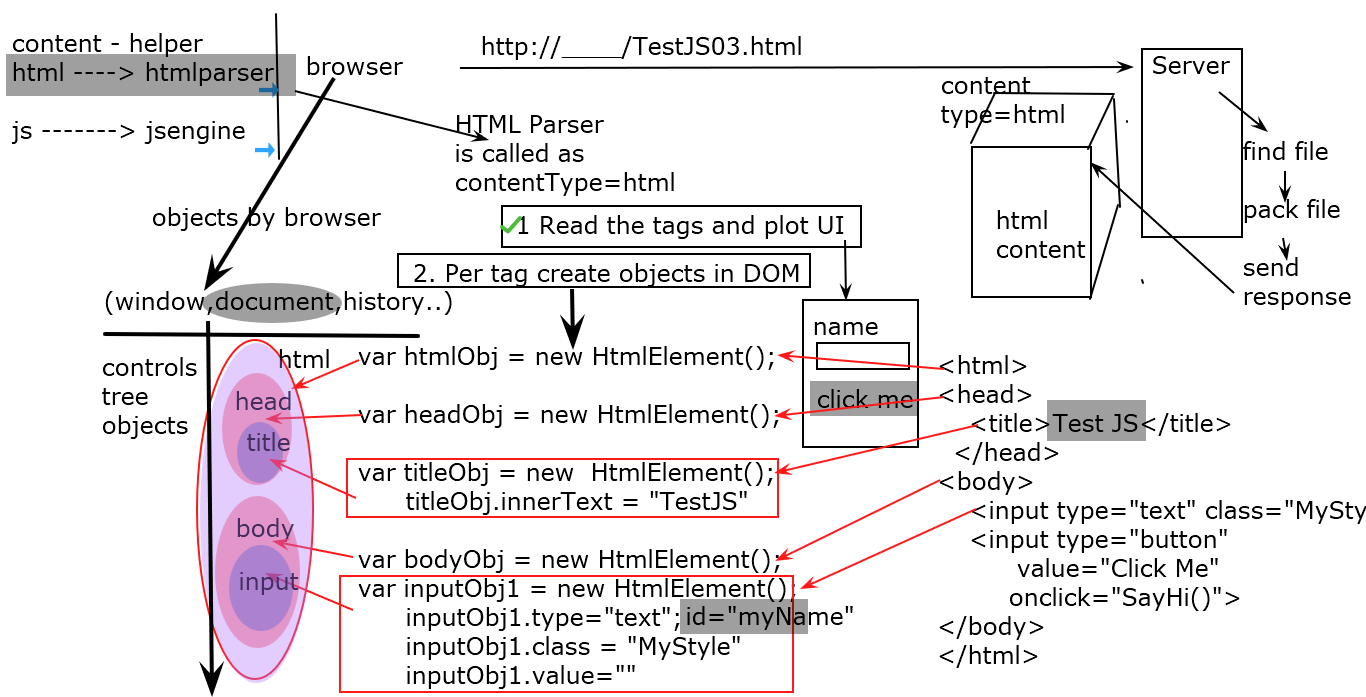 content - helper
html ----> htmlparser
js -------> jsengine
browser
http://_____/TestJS03.html
Server
content
type=html
HTML Parser
is called as
contentType=html
find file
pack file
send
response
html
content
objects by browser
1 Read the tags and plot UI
2. Per tag create objects in DOM
(window,document,history..)
controls
tree
objects
html
head
title
body
input
var htmlObj = new HtmlElement();
var headObj = new HtmlElement();
var titleObj = new  HtmlElement();
titleObj.innerText = "TestJS"
var bodyObj = new HtmlElement();
var inputObj1 = new HtmlElement();
inputObj1.type="text"; id="myName"
inputObj1.class = "MyStyle"
inputObj1.value=""
name
click me
<html>
<head>
<title>Test JS</title>
</head>
<body>
<input type="text" class="MySty
<input type="button"
value="Click Me"
onclick="SayHi()">
</body>
</html>